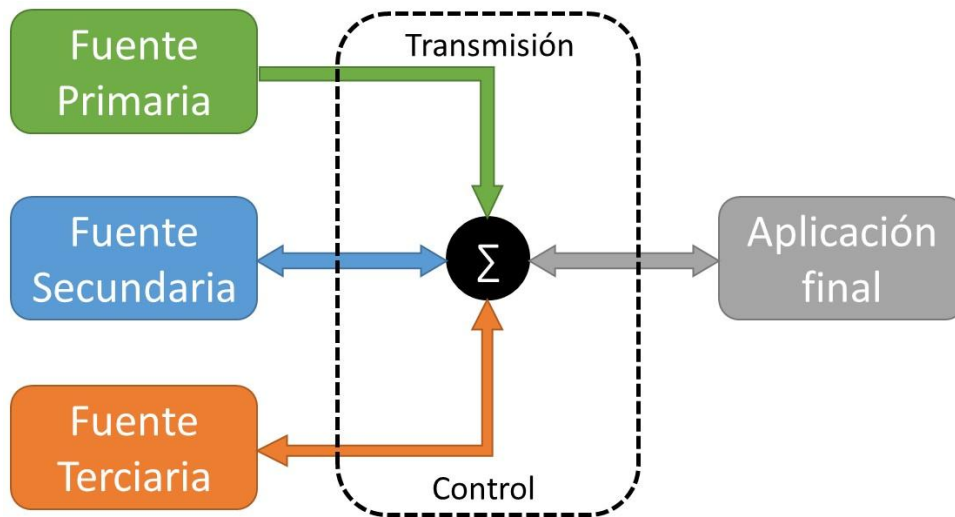 Fuente
Primaria
Transmisión
Fuente
Secundaria
∑
Aplicación
final
Fuente
Terciaria
Control